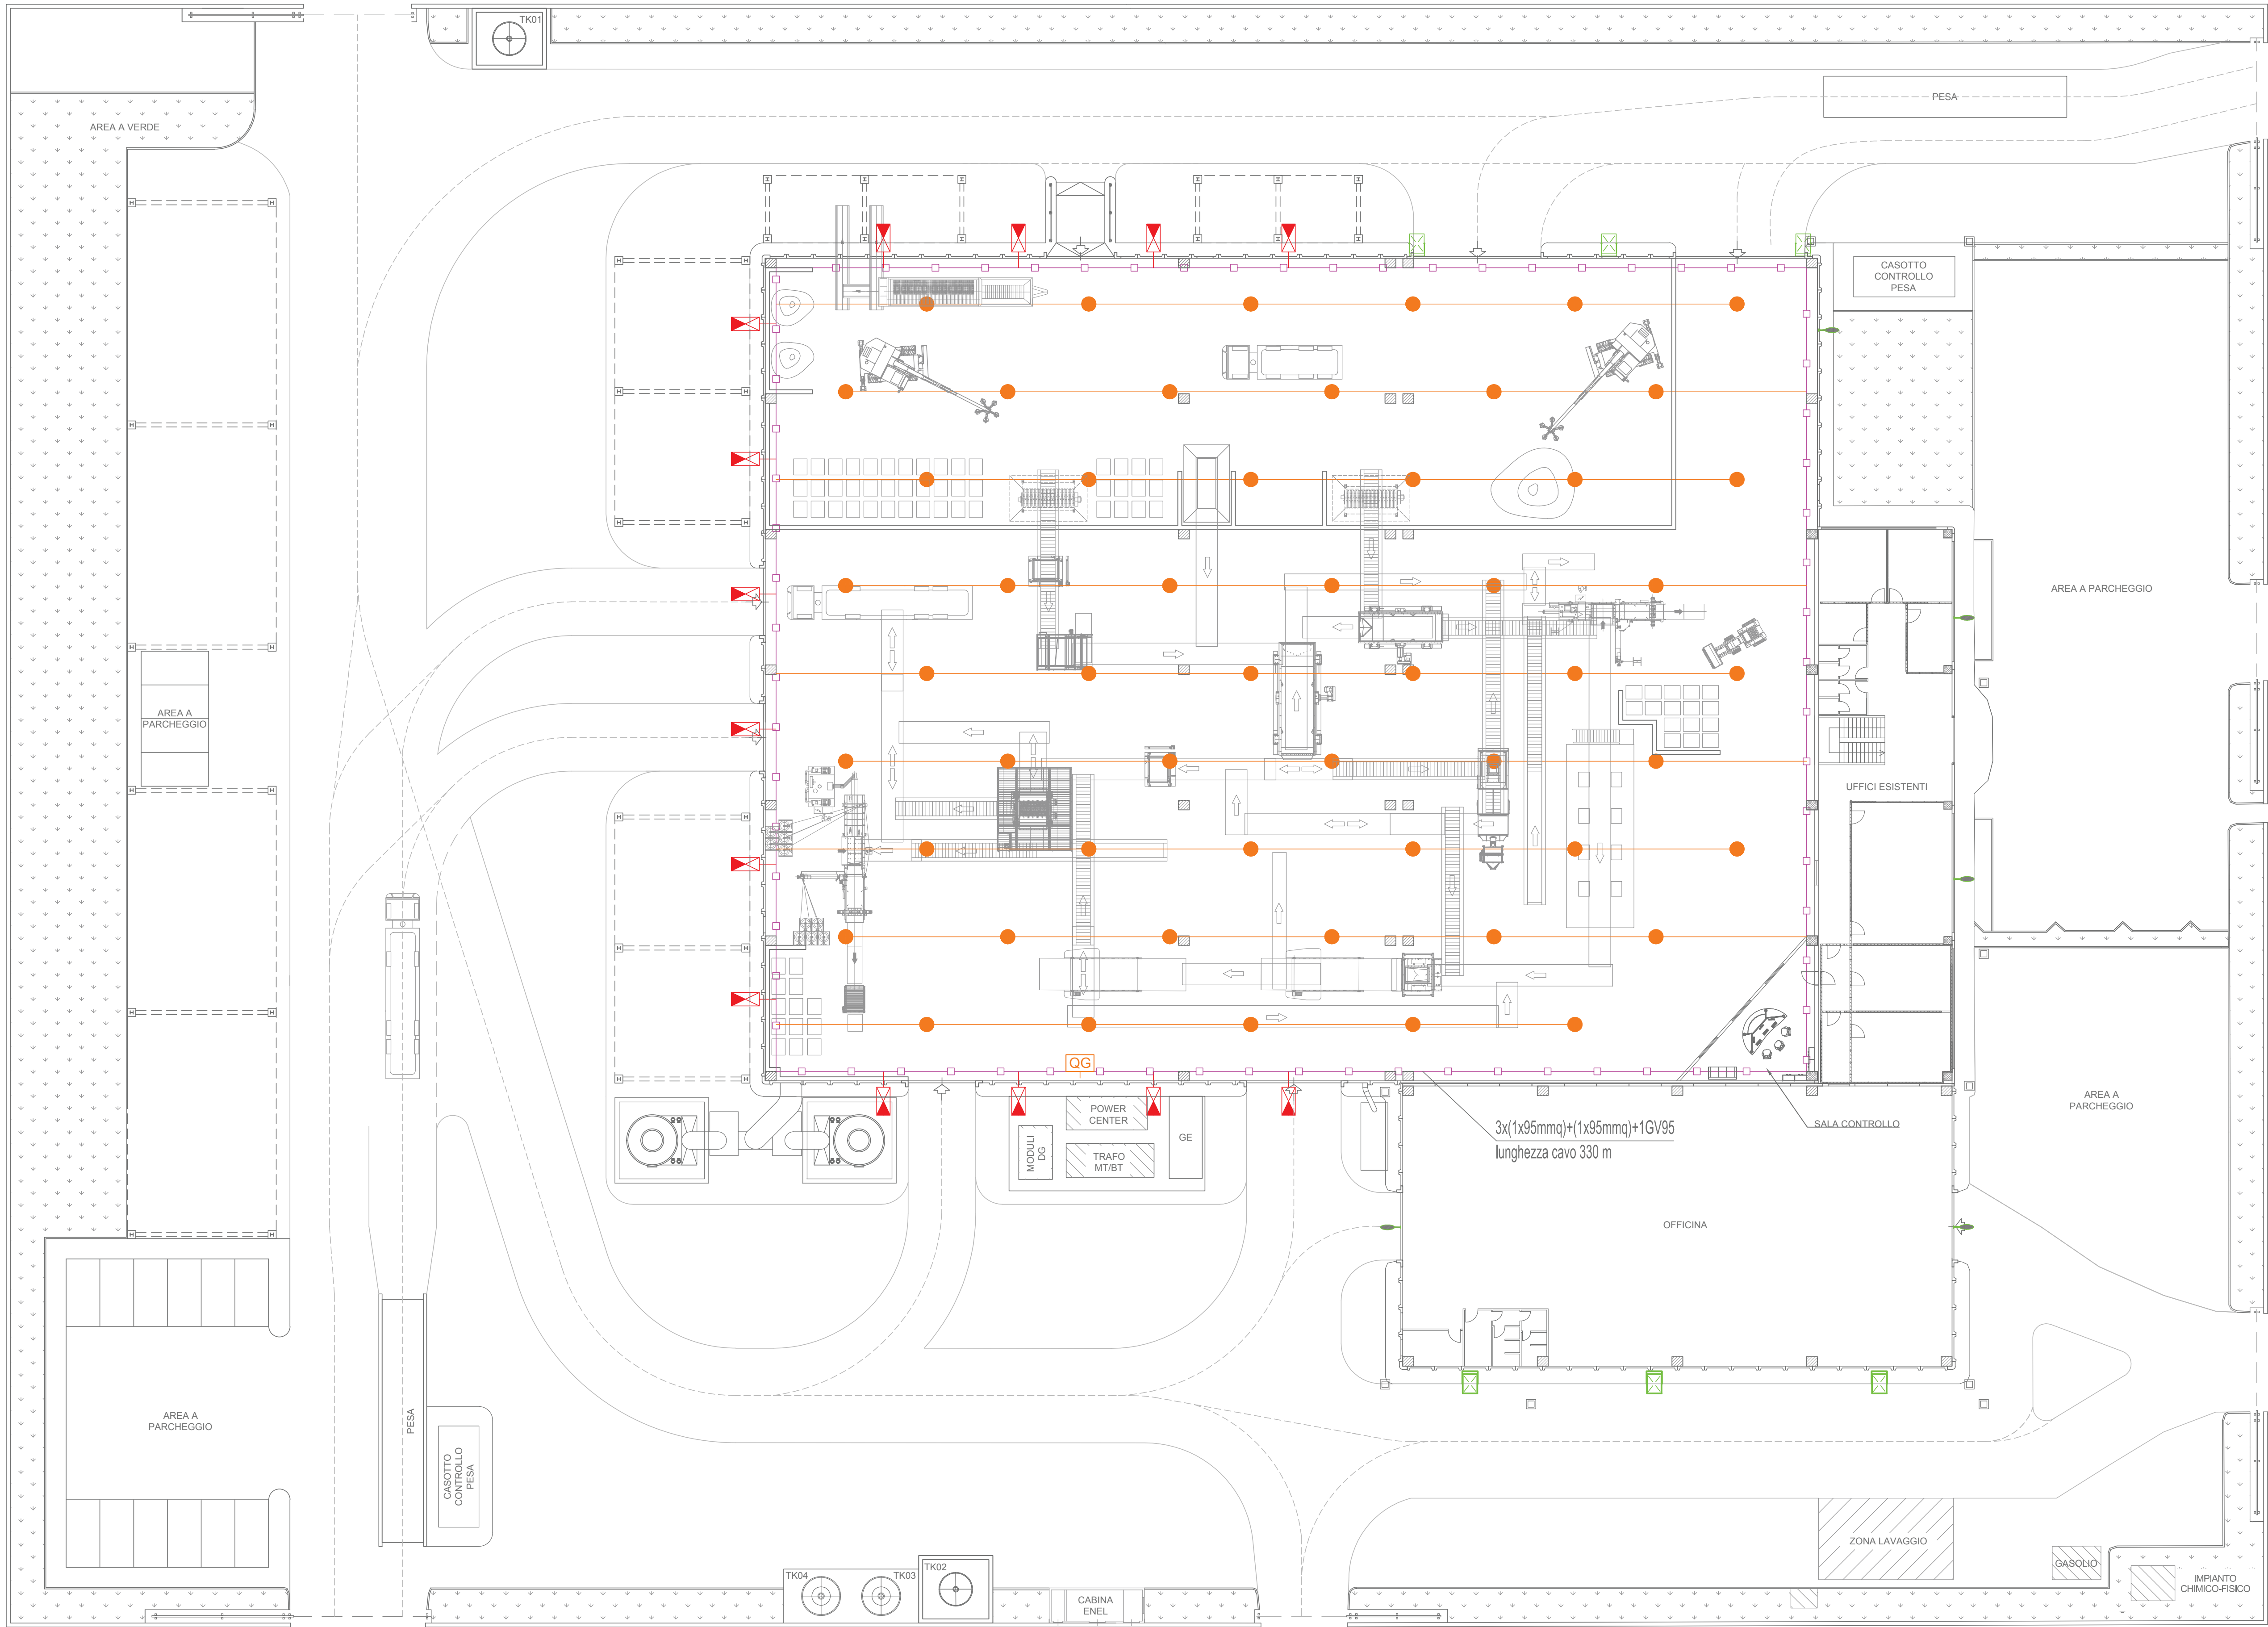 TK01
PESA
AREA A VERDE
CASOTTO
CONTROLLO
PESA
AREA A PARCHEGGIO
AREA A
PARCHEGGIO
UFFICI ESISTENTI
QG
POWER
CENTER
MODULI
DG
TRAFO
MT/BT
GE
3x(1x95mmq)+(1x95mmq)+1GV95
lunghezza cavo 330 m
SALA CONTROLLO
AREA A
PARCHEGGIO
OFFICINA
AREA A
PARCHEGGIO
PESA
CASOTTO
CONTROLLO
PESA
ZONA LAVAGGIO
GASOLIO
IMPIANTO
CHIMICO-FISICO
TK04
TK03
TK02
CABINA
ENEL